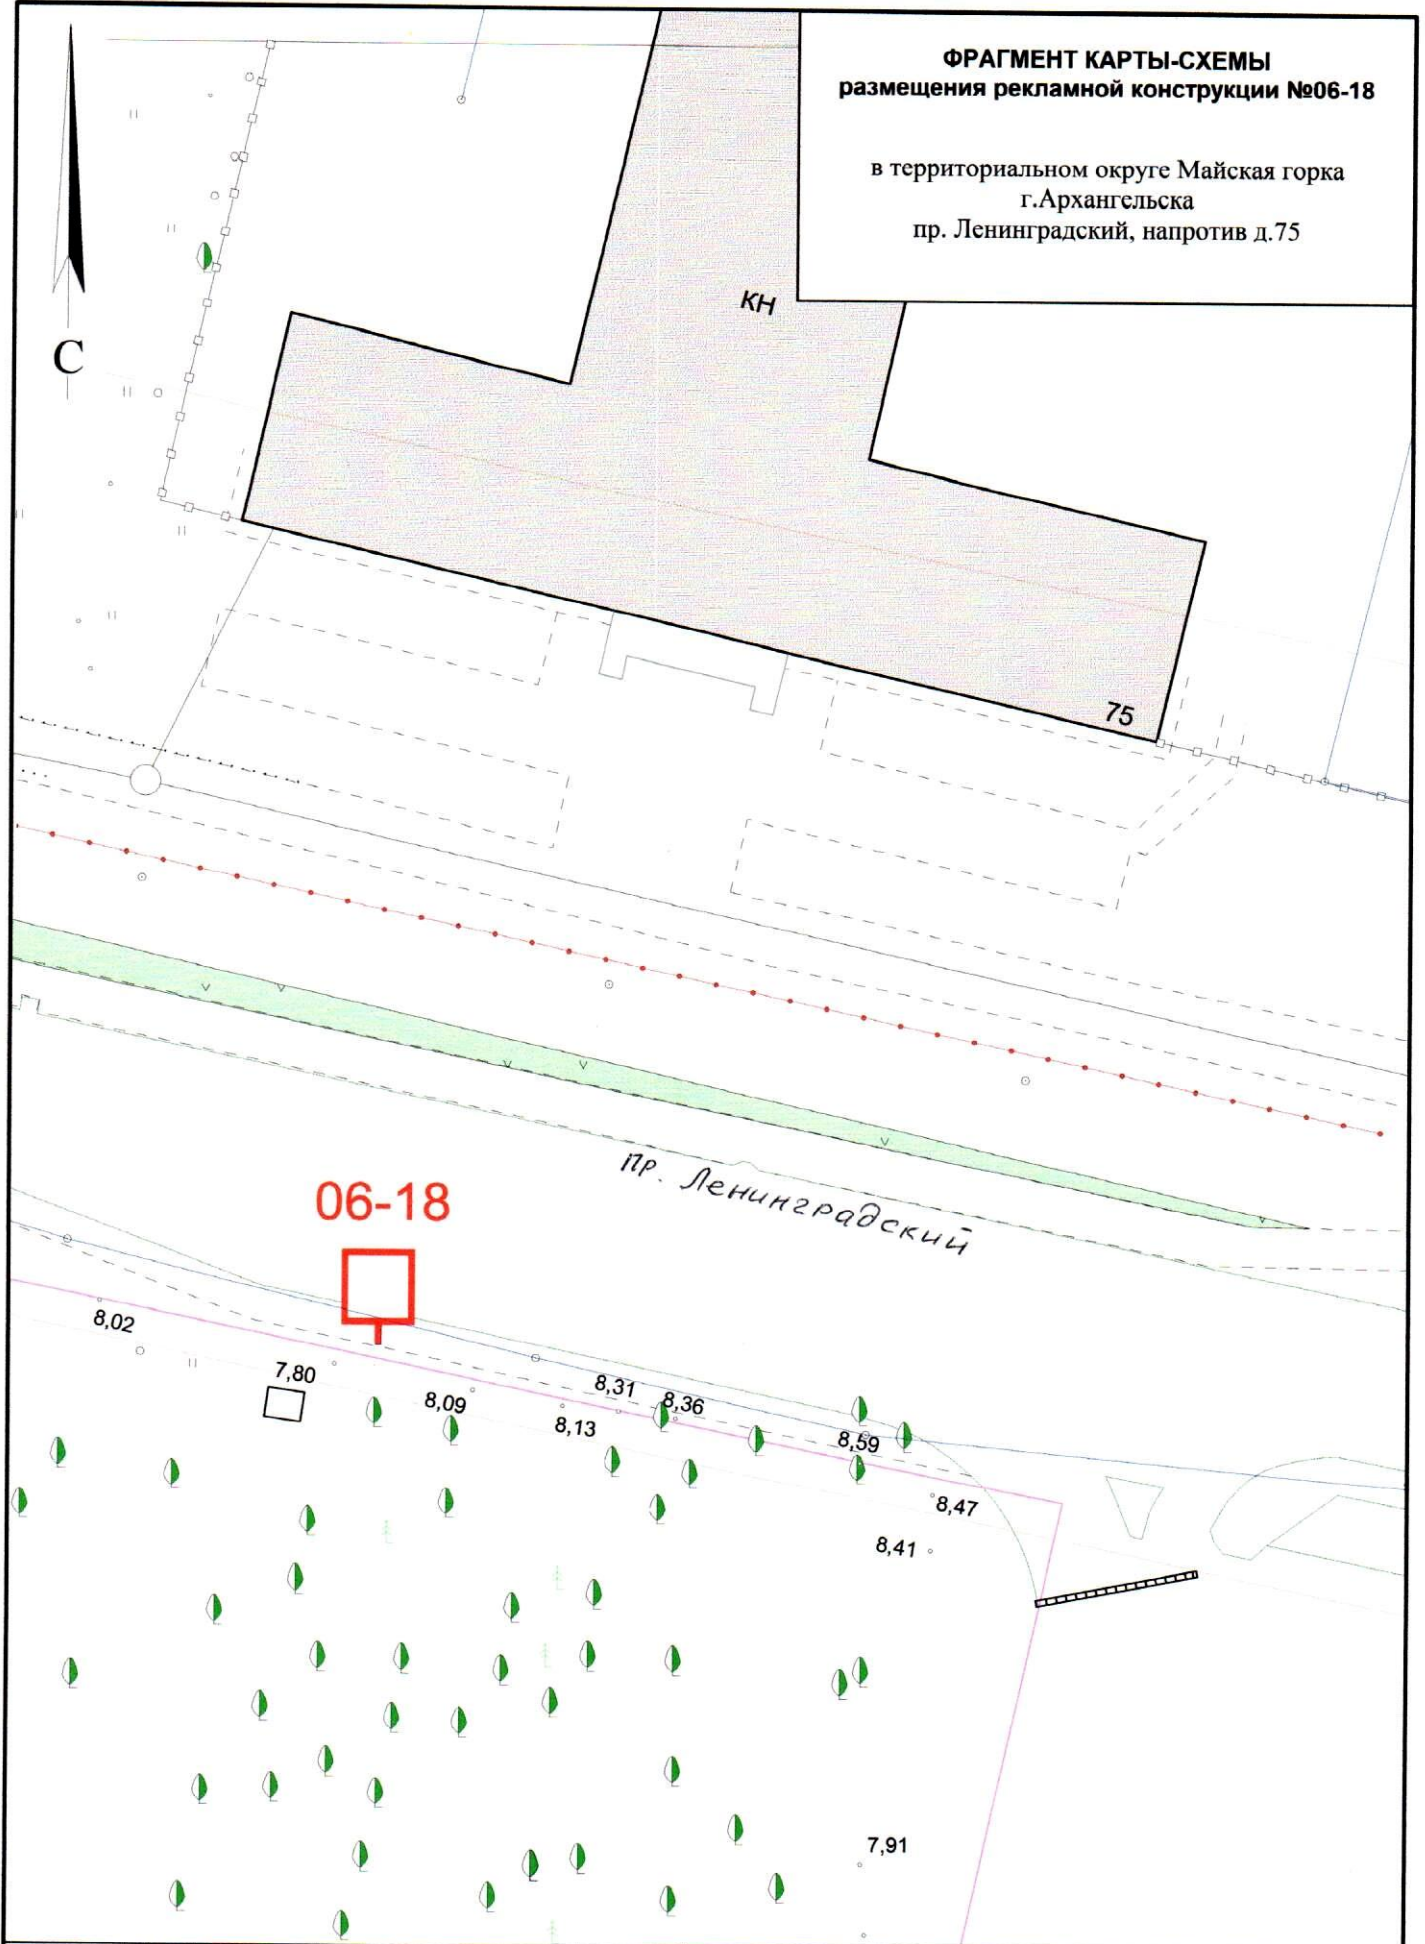 ФРАГМЕНТ КАРТЫ-СХЕМЫ
размещения рекламной конструкции №06-18
в территориальном округе Майская горка
г.Архангельска
пр. Ленинградский, напротив д.75
КН
С
75
пр. Ленинградский
06-18
8,02
7,80
8,09
8,31
8,36
8,13
8,59
8,47
8,41
7,91